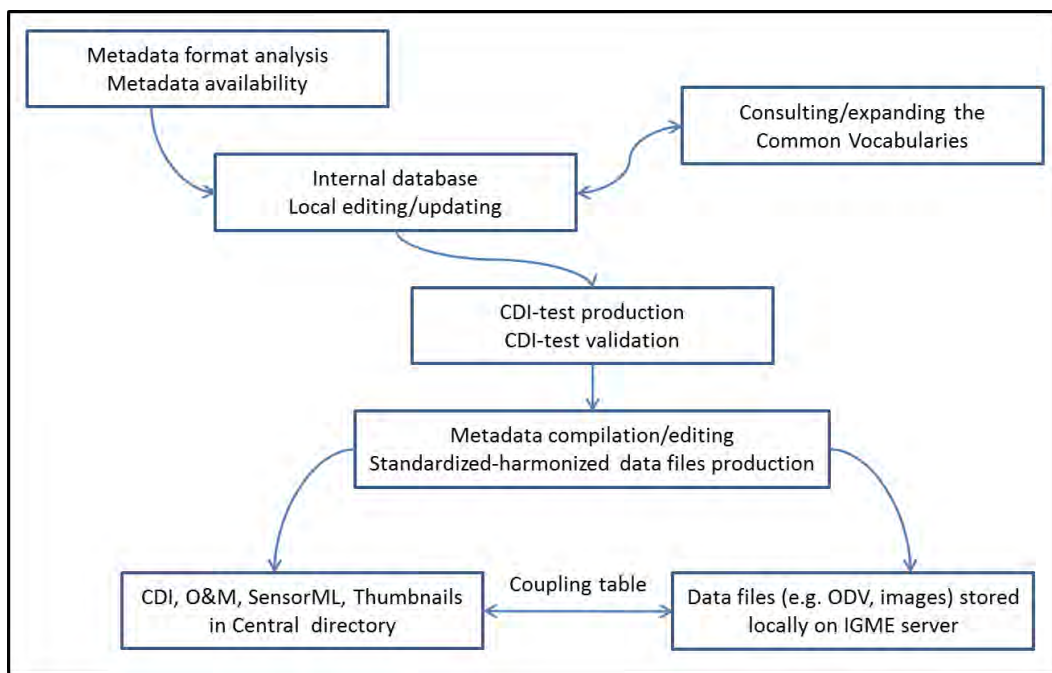 Metadata format analysis
Metadata availability
Consulting/expanding the
Common Vocabularies
Internal database
Local editing/updating
CDI-test production
CDI-test validation
Metadata compilation/editing
Standardized-harmonized data files production
CDI, O&M, SensorML, Thumbnails
in Central directory
Coupling table
Data files (e.g. ODV, images) stored
locally on IGME server